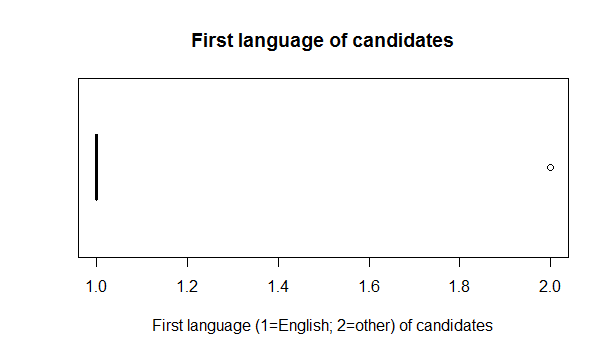 First language of candidates
1.0 1.2 1.4 1.6 1.8 2.0
First language (1=English; 2=other) of candidates